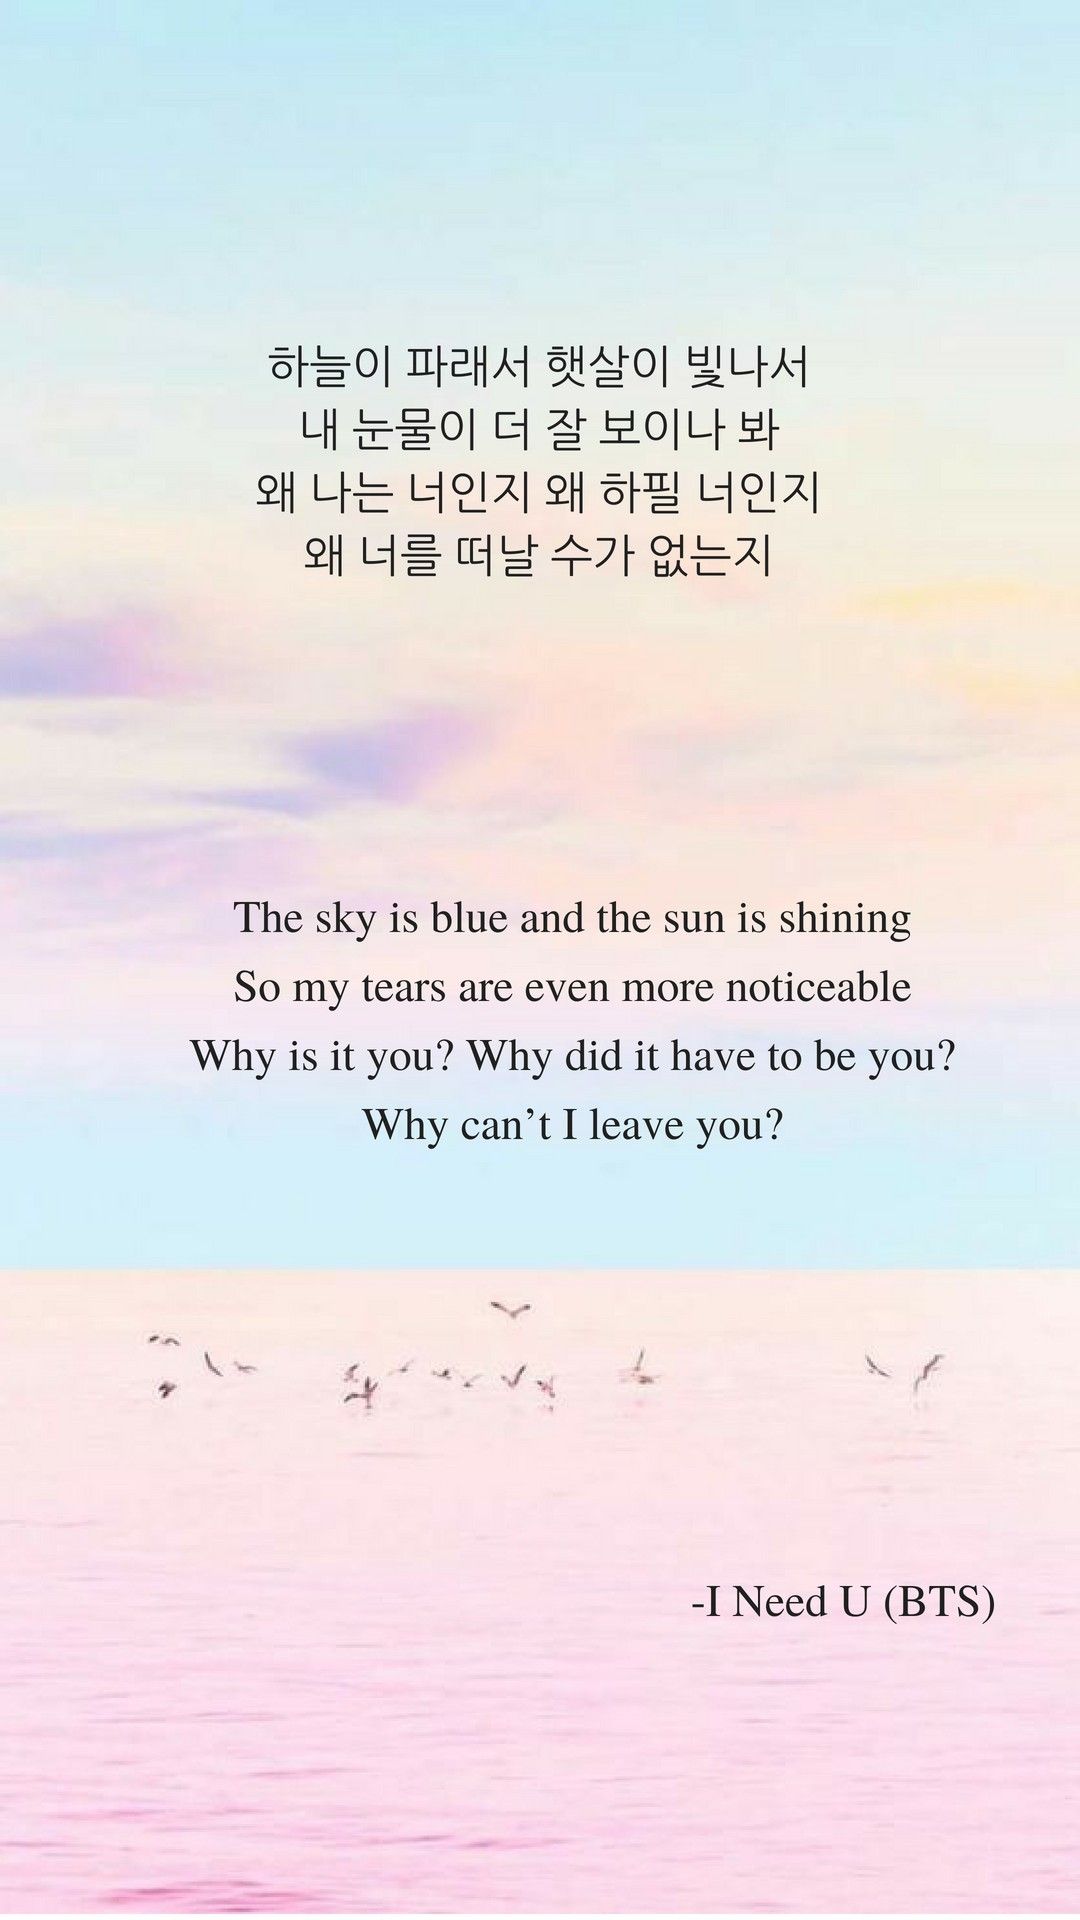 하늘이 파래서 햇살이 빛나서
내 눈물이 더 잘 보이나 봐
왜 나는 너인지 왜 하필 너인지
왜 너를 떠날 수가 없는지
The sky is blue and the sun is shining
So my tears are even more noticeable
Why is it you? Why did it have to be you?
Why can’t I leave you?
-I Need U (BTS)